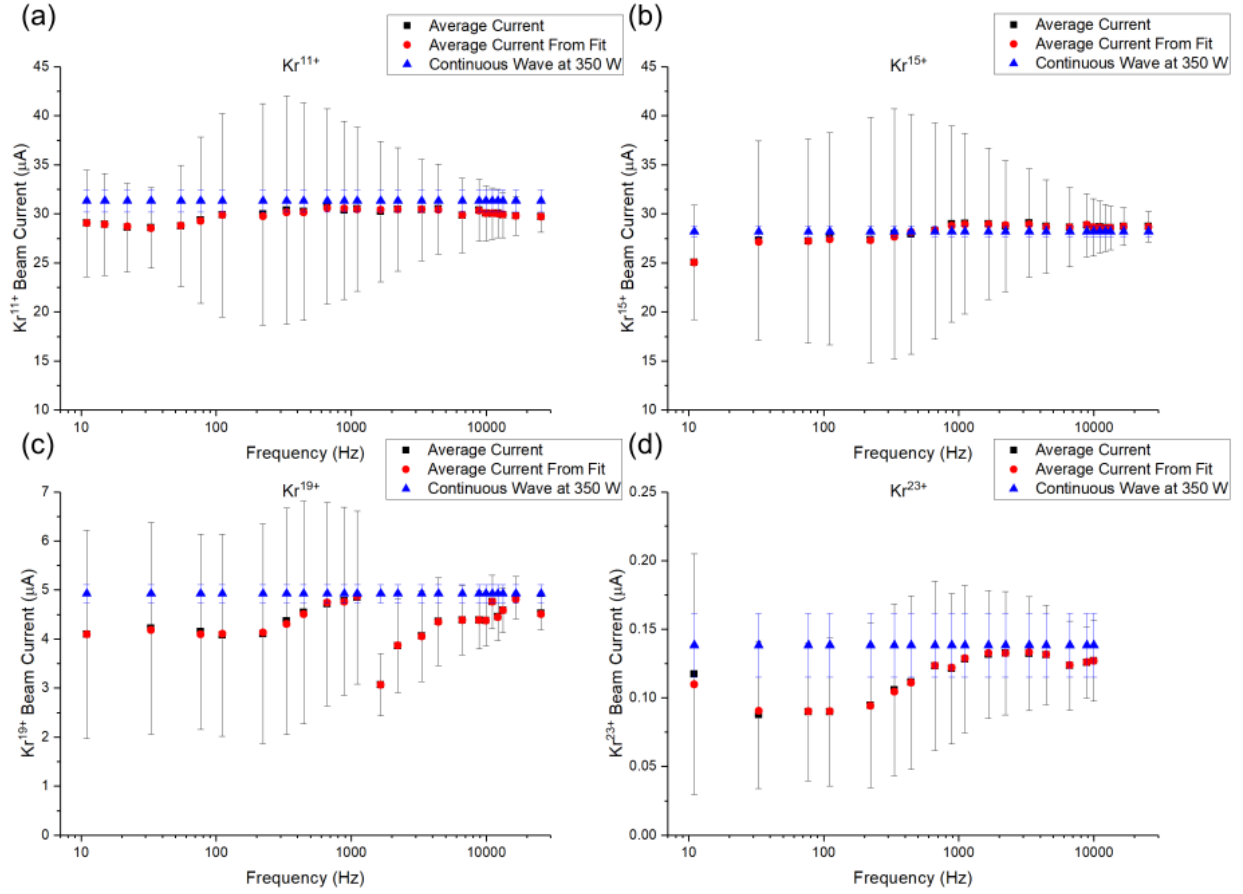 (a)
Average Current
Average Current From Fit
Continuous Wave at 350 W
Kr11+
45
40
35
30
25
20
15
10
Kr11+ Beam Current (μA)
10
100
1000
10000
Frequency (Hz)
(b)
Average Current
Average Current From Fit
Continuous Wave at 350 W
Kr15+
45
40
35
30
25
20
15
10
Kr15+ Beam Current (μA)
10
100
1000
10000
Frequency (Hz)
(c)
Average Current
Average Current From Fit
Continuous Wave at 350 W
Kr19+
7
6
5
4
3
2
1
0
Kr19+ Beam Current (μA)
10
100
1000
10000
Frequency (Hz)
(d)
Average Current
Average Current From Fit
Continuous Wave at 350 W
Kr23+
0.25
0.20
0.15
0.10
0.05
0.00
Kr23+ Beam Current (μA)
10
100
1000
10000
Frequency (Hz)